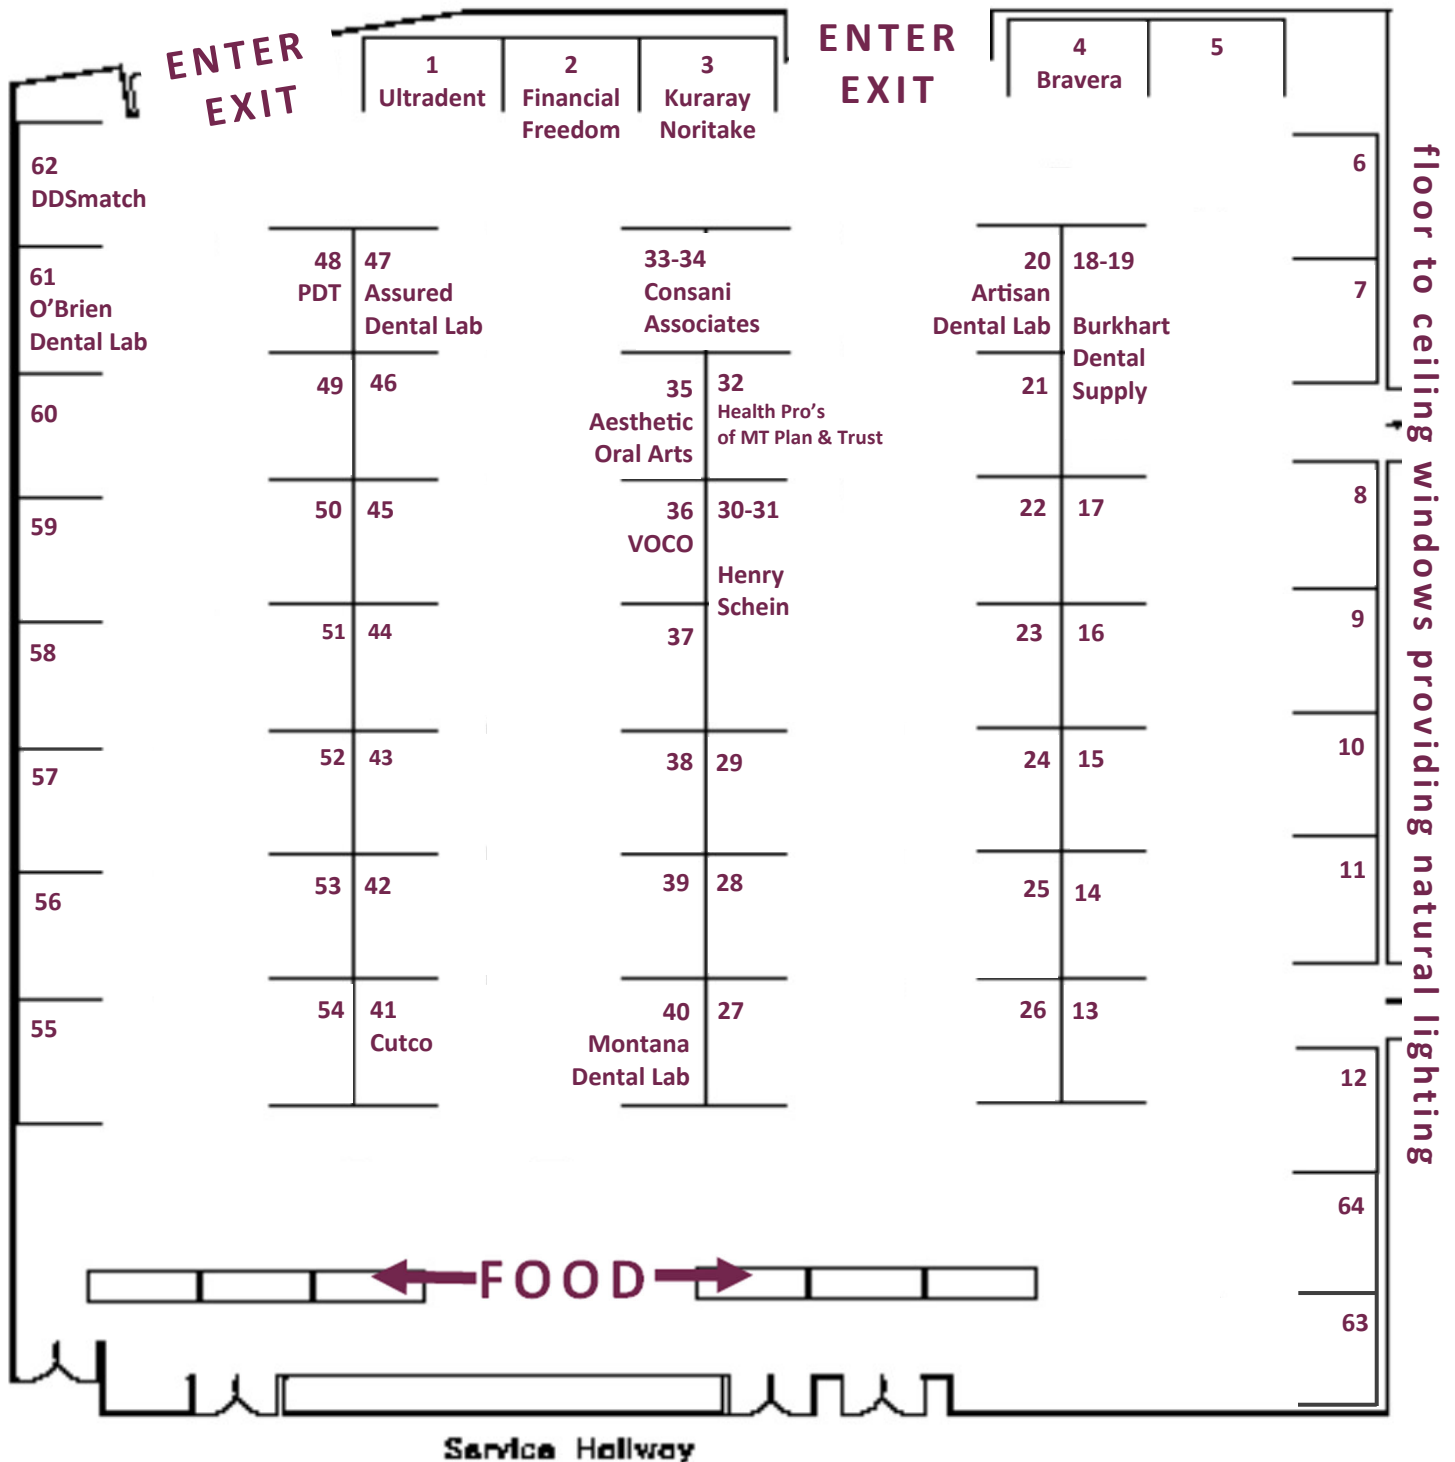 ENTER
EXIT
1
Ultradent
2
Financial
Freedom
3
Kuraray
Noritake
ENTER
EXIT
4
Bravera
5
62
DDSmatch
61
O’Brien
Dental Lab
60
59
58
57
56
55
48
PDT
47
Assured
Dental Lab
49
46
50
45
51
44
52
43
53
42
54
41
Cutco
33-34
Consani
Associates
35
Aesthetic
Oral Arts
32
Health Pro’s
of MT Plan & Trust
36
VOCO
30-31
Henry
Schein
37
38
29
39
28
40
Montana
Dental Lab
27
20
Artisan
Dental Lab
18-19
Burkhart
Dental
Supply
21
22
17
23
16
24
15
25
14
26
13
6
7
8
9
10
11
12
64
63
floor to ceiling windows providing natural lighting
FOOD
Service Hallway